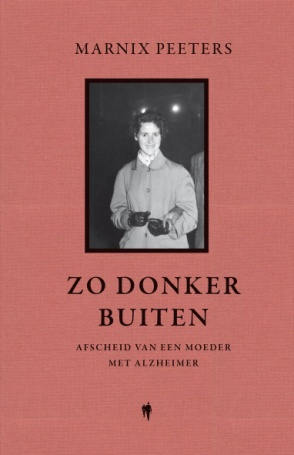 MARNIX PEETERS
ZO DONKER
BUITEN
AFSCHEID VAN EEN MOEDER
MET ALZHEIMER